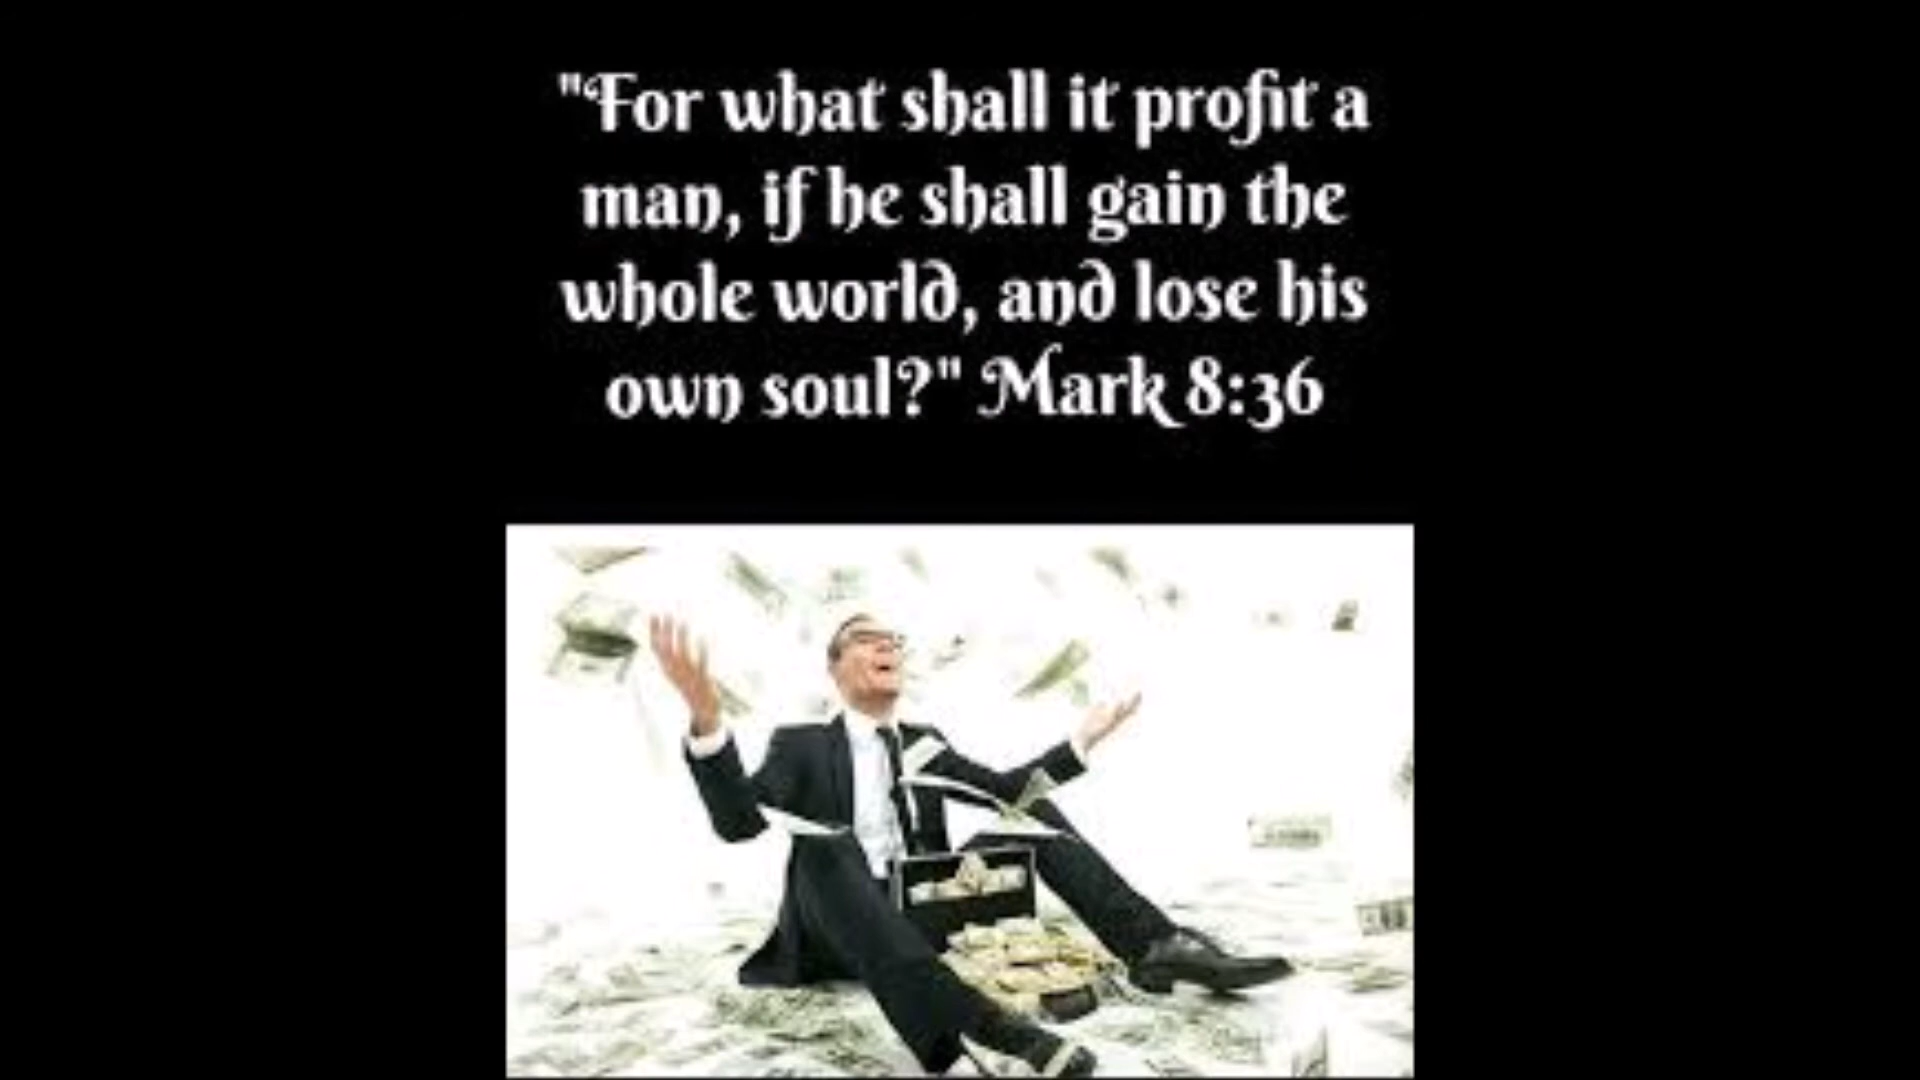 "For what shall it profit a
man, if he shall gain the
whole world, and lose his
own soul?" Mark 8:36